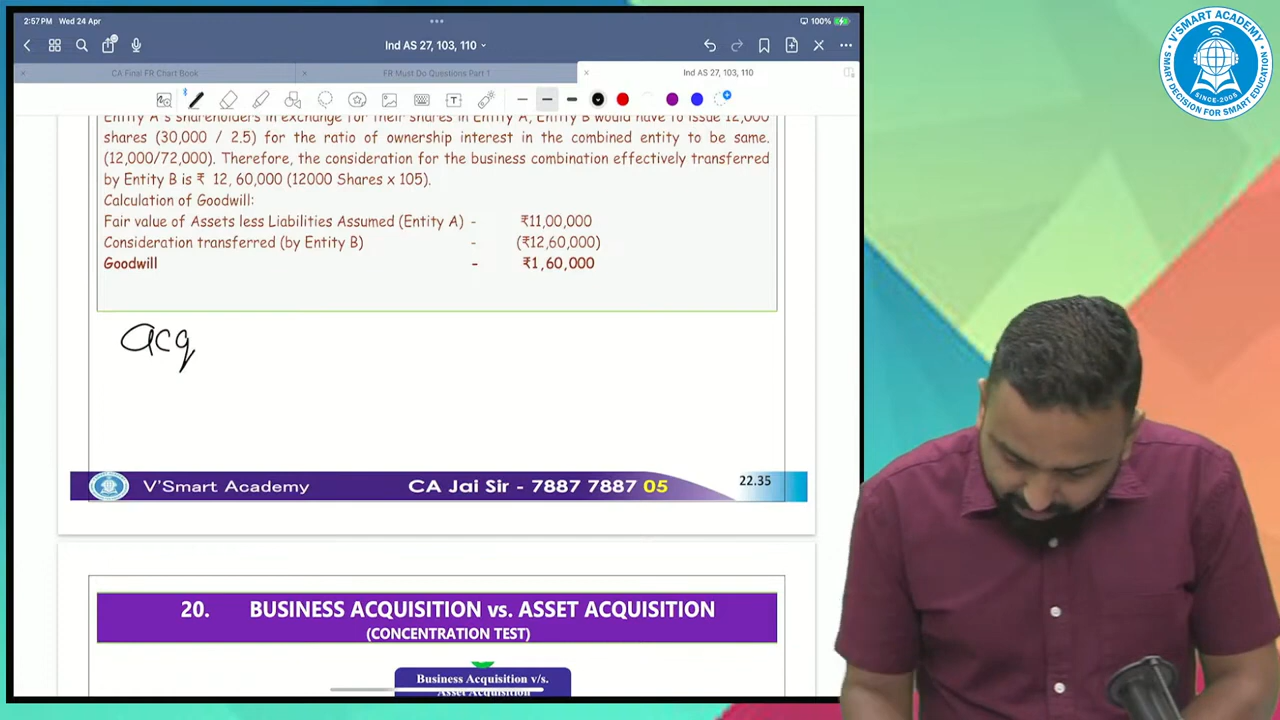 2:57PM Wed 24 Apr
100%
Ind AS 27, 103, 110
CA Final FR Chart Book
FR Must Do Questions Part 1
Ind AS 27, 103, 110
Entity A's shareholders in exchange for their shares in Entity A, Entity B would have to issue 12,000
shares (30,000 / 2.5) for the ratio of ownership interest in the combined entity to be same.
(12,000/72,000). Therefore, the consideration for the business combination effectively transferred
by Entity B is ₹ 12, 60,000 (12000 Shares x 105).
Calculation of Goodwill:
Fair value of Assets less Liabilities Assumed (Entity A) - ₹11,00,000
Consideration transferred (by Entity B) - (₹12,60,000)
Goodwill - ₹1,60,000
acq
V'Smart Academy CA Jai Sir - 7887 7887 05 22.35
20. BUSINESS ACQUISITION vs. ASSET ACQUISITION
(CONCENTRATION TEST)
Business Acquisition v/s.
Asset Acquisition
V'SMART ACADEMY
SMART DECISION FOR SMART EDUCATION
SINCE-2005